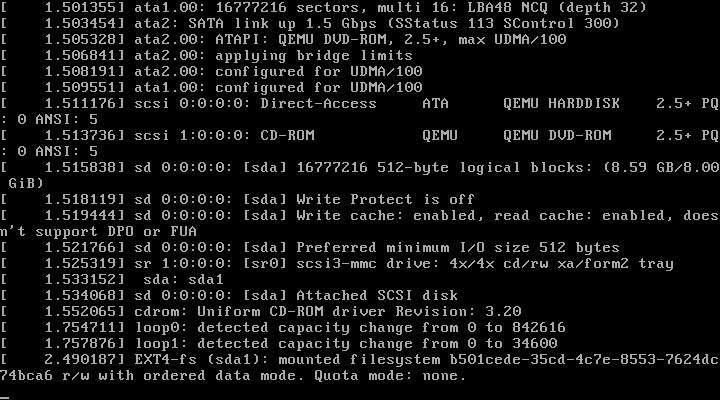 [    1.501355] ata1.00: 16777216 sectors, multi 16: LBA48 NCQ (depth 32)
[    1.503454] ata2: SATA link up 1.5 Gbps (SStatus 113 SControl 300)
[    1.505328] ata2.00: ATAPI: QEMU DVD-ROM, 2.5+, max UDMA/100
[    1.506841] ata2.00: applying bridge limits
[    1.508191] ata2.00: configured for UDMA/100
[    1.509551] ata1.00: configured for UDMA/100
[    1.511176] scsi 0:0:0:0: Direct-Access     ATA      QEMU HARDDISK    2.5+ PQ
: 0 ANSI: 5
[    1.513736] scsi 1:0:0:0: CD-ROM            QEMU     QEMU DVD-ROM     2.5+ PQ
: 0 ANSI: 5
[    1.515838] sd 0:0:0:0: [sda] 16777216 512-byte logical blocks: (8.59 GB/8.00
 GiB)
[    1.518119] sd 0:0:0:0: [sda] Write Protect is off
[    1.519444] sd 0:0:0:0: [sda] Write cache: enabled, read cache: enabled, does
n't support DPO or FUA
[    1.521766] sd 0:0:0:0: [sda] Preferred minimum I/O size 512 bytes
[    1.525319] sr 1:0:0:0: [sr0] scsi3-mmc drive: 4x/4x cd/rw xa/form2 tray
[    1.533152]  sda: sda1
[    1.534068] sd 0:0:0:0: [sda] Attached SCSI disk
[    1.552065] cdrom: Uniform CD-ROM driver Revision: 3.20
[    1.754711] loop0: detected capacity change from 0 to 842616
[    1.757876] loop1: detected capacity change from 0 to 34600
[    2.490187] EXT4-fs (sda1): mounted filesystem b501cede-35cd-4c7e-8553-7624dc
74bca6 r/w with ordered data mode. Quota mode: none.